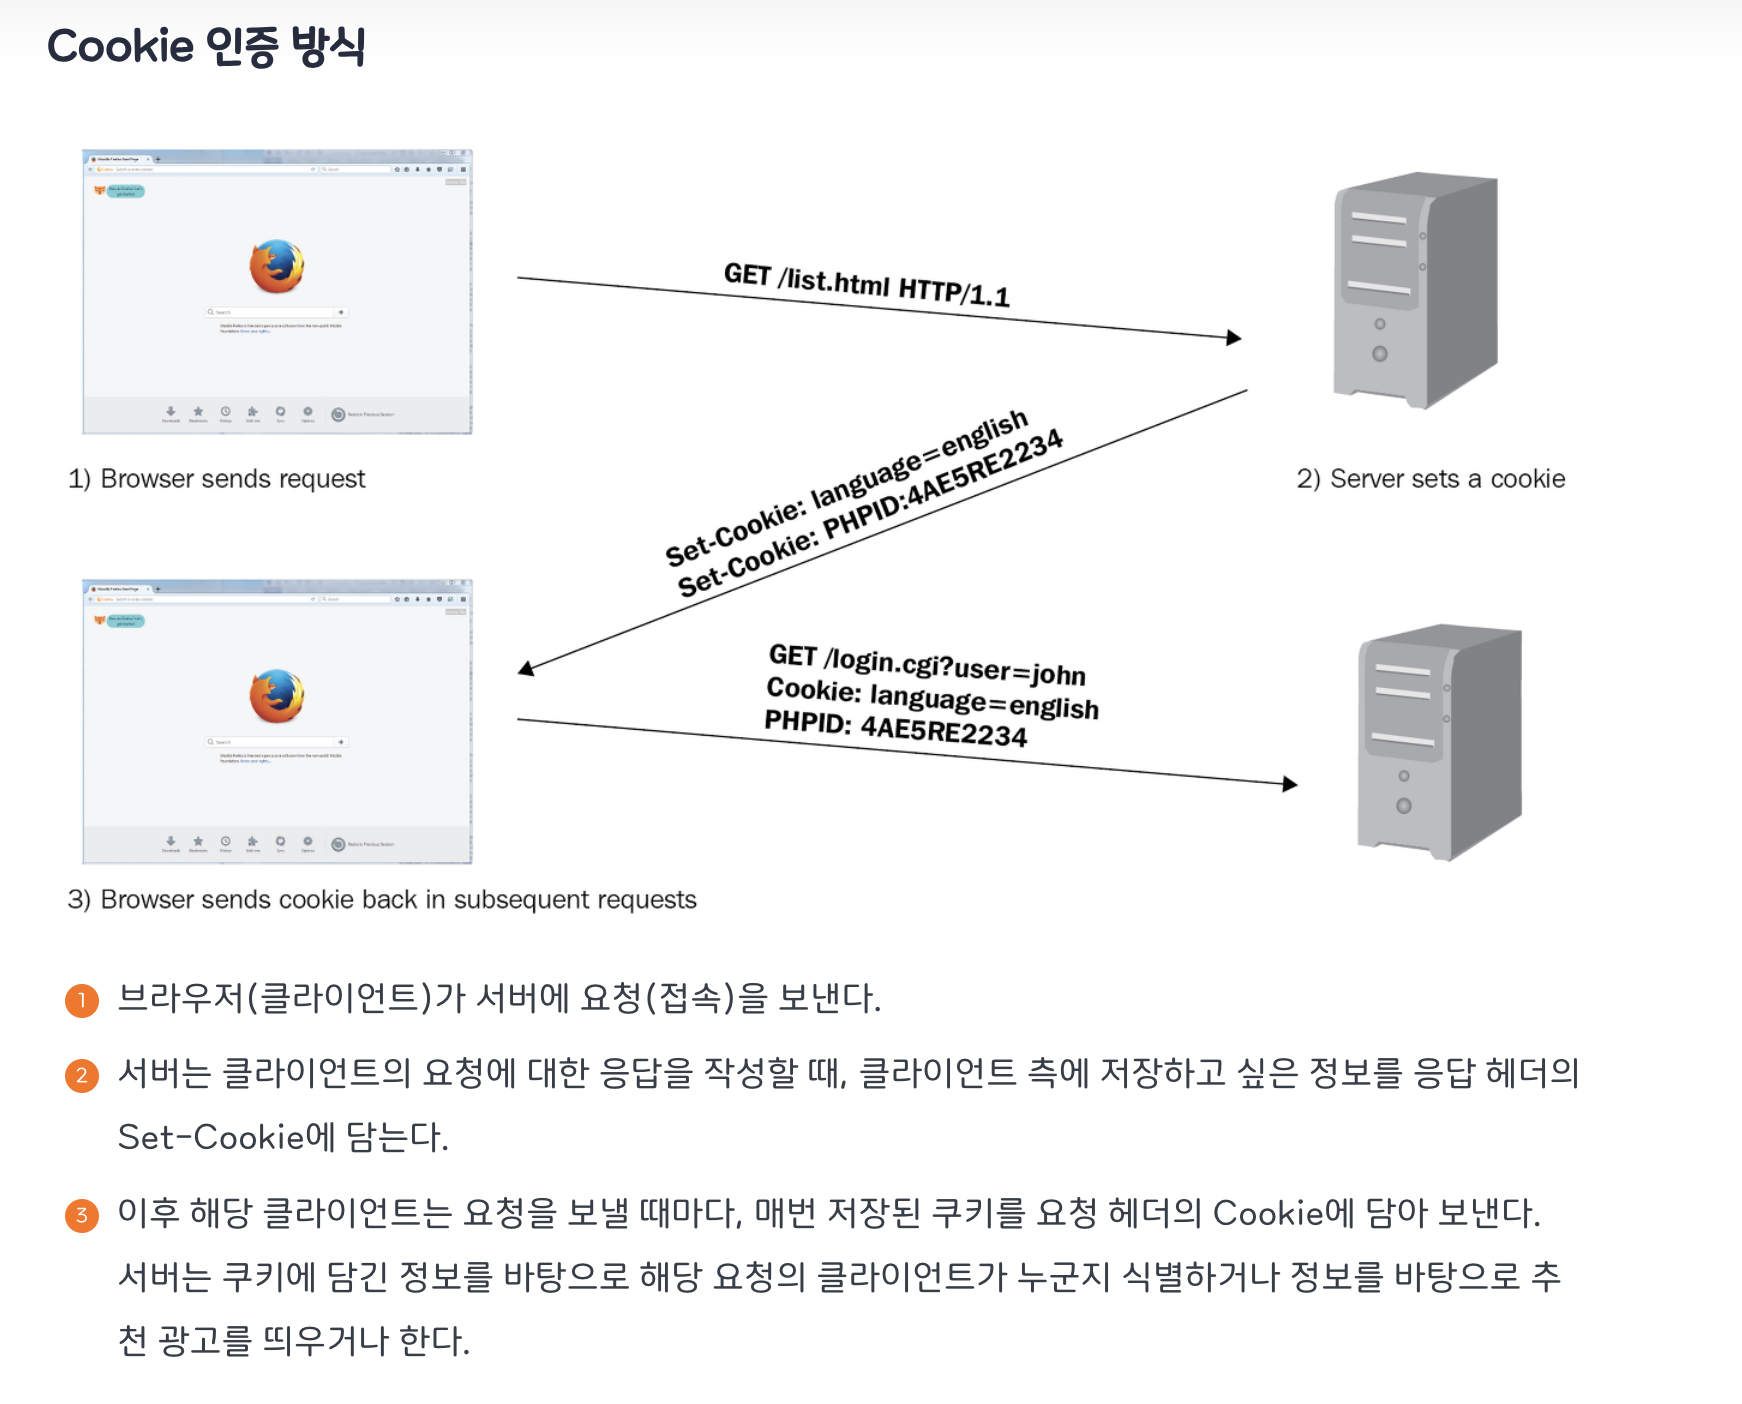 Cookie 인증 방식
GET /list.html HTTP/1.1
Search
1) Browser sends request
2) Server sets a cookie
Set-Cookie: language=english
Set-Cookie: PHPID:4AE5RE2234
GET /login.cgi?user=john
Cookie: language=english
PHPID: 4AE5RE2234
Search
3) Browser sends cookie back in subsequent requests
1 브라우저(클라이언트)가 서버에 요청(접속)을 보낸다.
2 서버는 클라이언트의 요청에 대한 응답을 작성할 때, 클라이언트 측에 저장하고 싶은 정보를 응답 헤더의
Set-Cookie에 담는다.
3 이후 해당 클라이언트는 요청을 보낼 때마다, 매번 저장된 쿠키를 요청 헤더의 Cookie에 담아 보낸다.
서버는 쿠키에 담긴 정보를 바탕으로 해당 요청의 클라이언트가 누군지 식별하거나 정보를 바탕으로 추
천 광고를 띄우거나 한다.